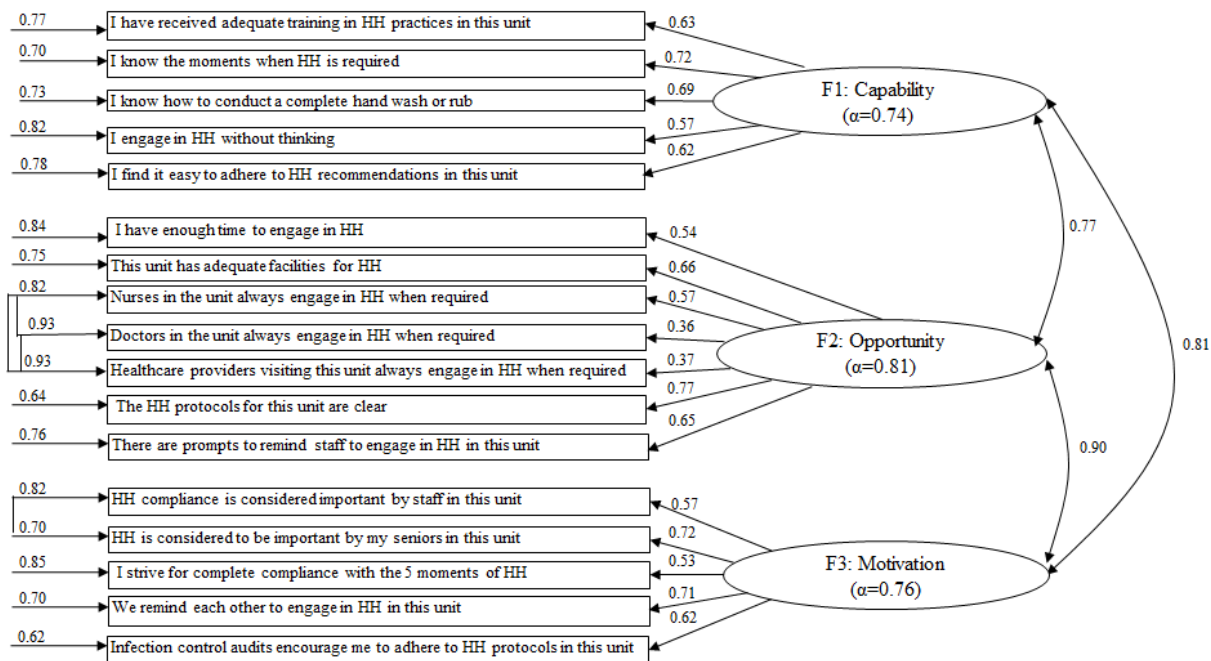 0.77 I have received adequate training in HH practices in this unit 0.63
0.70 I know the moments when HH is required 0.72
0.73 I know how to conduct a complete hand wash or rub 0.69
0.82 I engage in HH without thinking 0.57
0.78 I find it easy to adhere to HH recommendations in this unit 0.62
F1: Capability
(α=0.74)
0.84 I have enough time to engage in HH 0.54
0.75 This unit has adequate facilities for HH 0.66
0.82 Nurses in the unit always engage in HH when required 0.57
0.93 Doctors in the unit always engage in HH when required 0.36
0.93 Healthcare providers visiting this unit always engage in HH when required 0.37
0.64 The HH protocols for this unit are clear 0.77
0.76 There are prompts to remind staff to engage in HH in this unit 0.65
F2: Opportunity
(α=0.81)
0.77
0.81
0.90
0.82 HH compliance is considered important by staff in this unit 0.57
0.70 HH is considered to be important by my seniors in this unit 0.72
0.85 I strive for complete compliance with the 5 moments of HH 0.53
0.70 We remind each other to engage in HH in this unit 0.71
0.62 Infection control audits encourage me to adhere to HH protocols in this unit 0.62
F3: Motivation
(α=0.76)